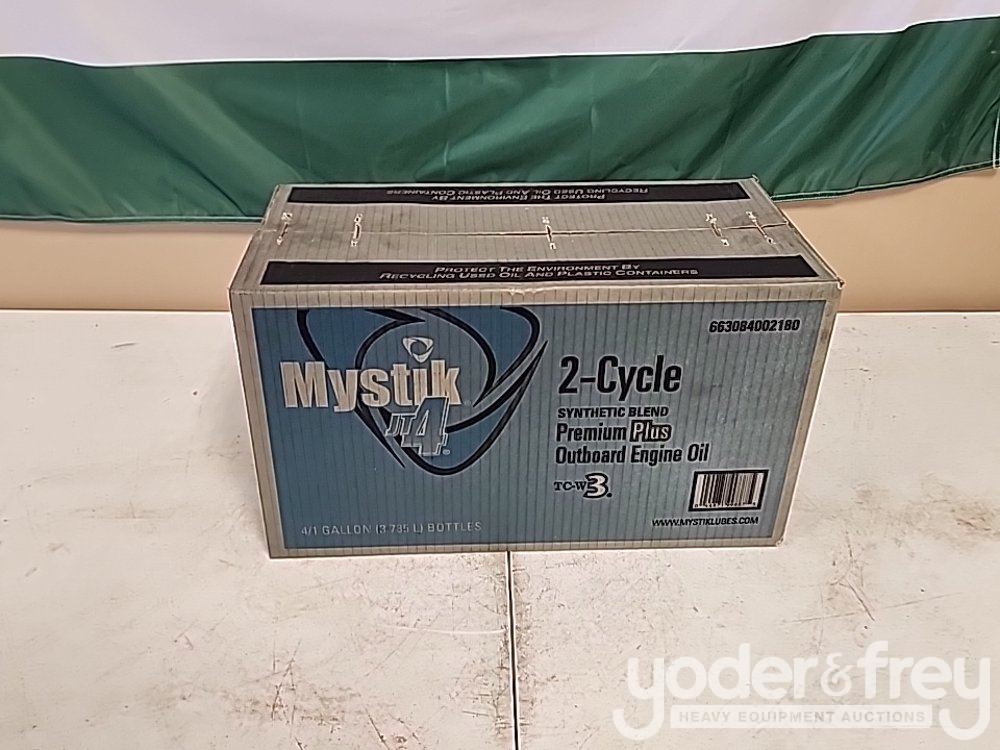 PROTECT THE ENVIRONMENT BY
RECYCLING USED OIL AND PLASTIC CONTAINERS
PROTECT THE ENVIRONMENT BY
RECYCLING USED OIL AND PLASTIC CONTAINERS
663084002180
Mystik
JT4®
2-Cycle
SYNTHETIC BLEND
Premium Plus
Outboard Engine Oil
TC-W3®
4/1 GALLON (3.785 L) BOTTLES
WWW.MYSTIKLUBES.COM
yoder&frey
HEAVY EQUIPMENT AUCTIONS